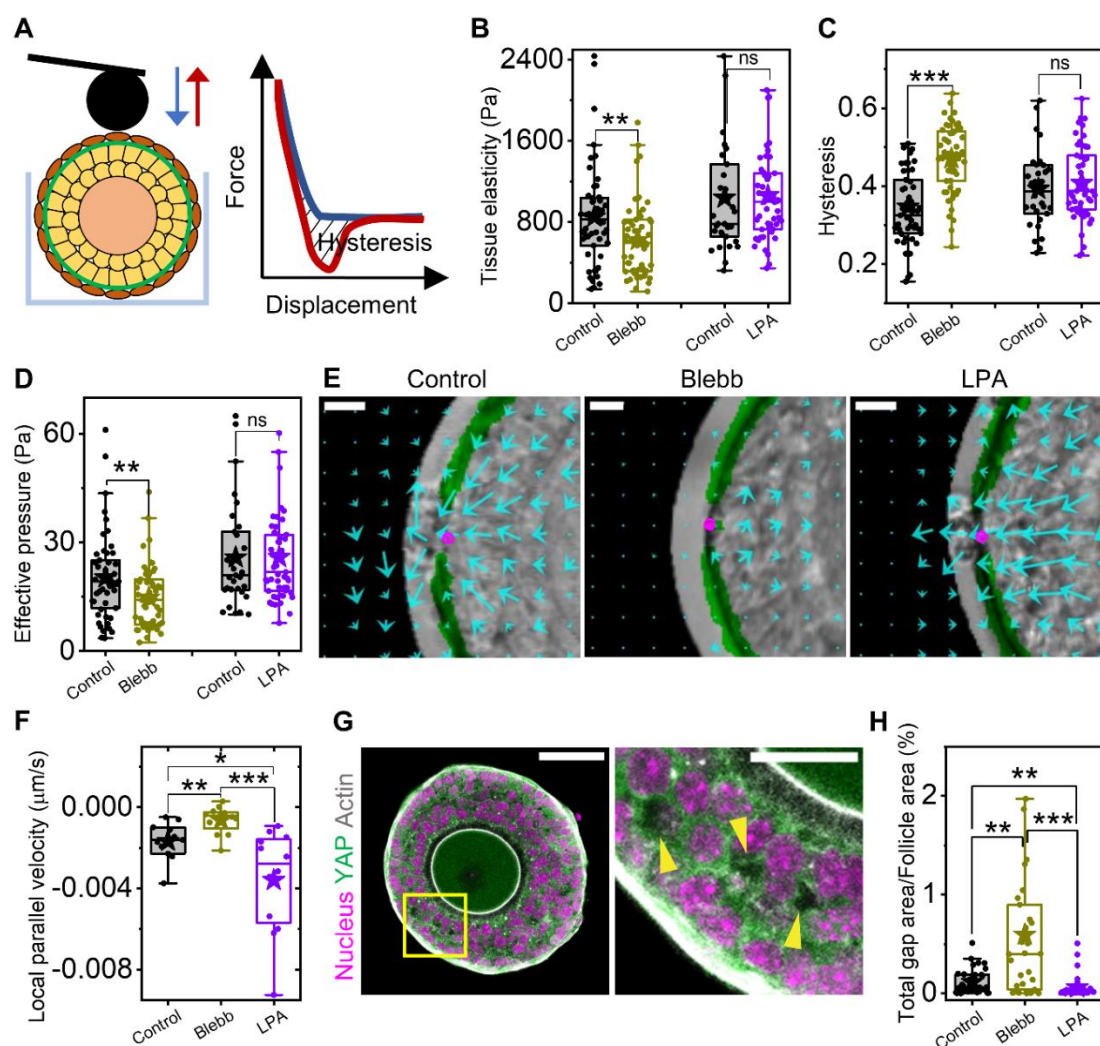 A
Force
Hysteresis
Displacement
B
Tissue elasticity (Pa)
2400
1600
800
0
**
ns
Control
Blebb
Control
LPA
C
Hysteresis
0.6
0.4
0.2
***
ns
Control
Blebb
Control
LPA
D
Effective pressure (Pa)
60
30
0
**
ns
Control
Blebb
Control
LPA
E
Control
Blebb
LPA
F
Local parallel velocity (μm/s)
0.000
-0.004
-0.008
*
**
***
Control
Blebb
LPA
G
Nucleus YAP Actin
H
Total gap area/Follicle area (%)
2
1
0
**
**
***
Control
Blebb
LPA